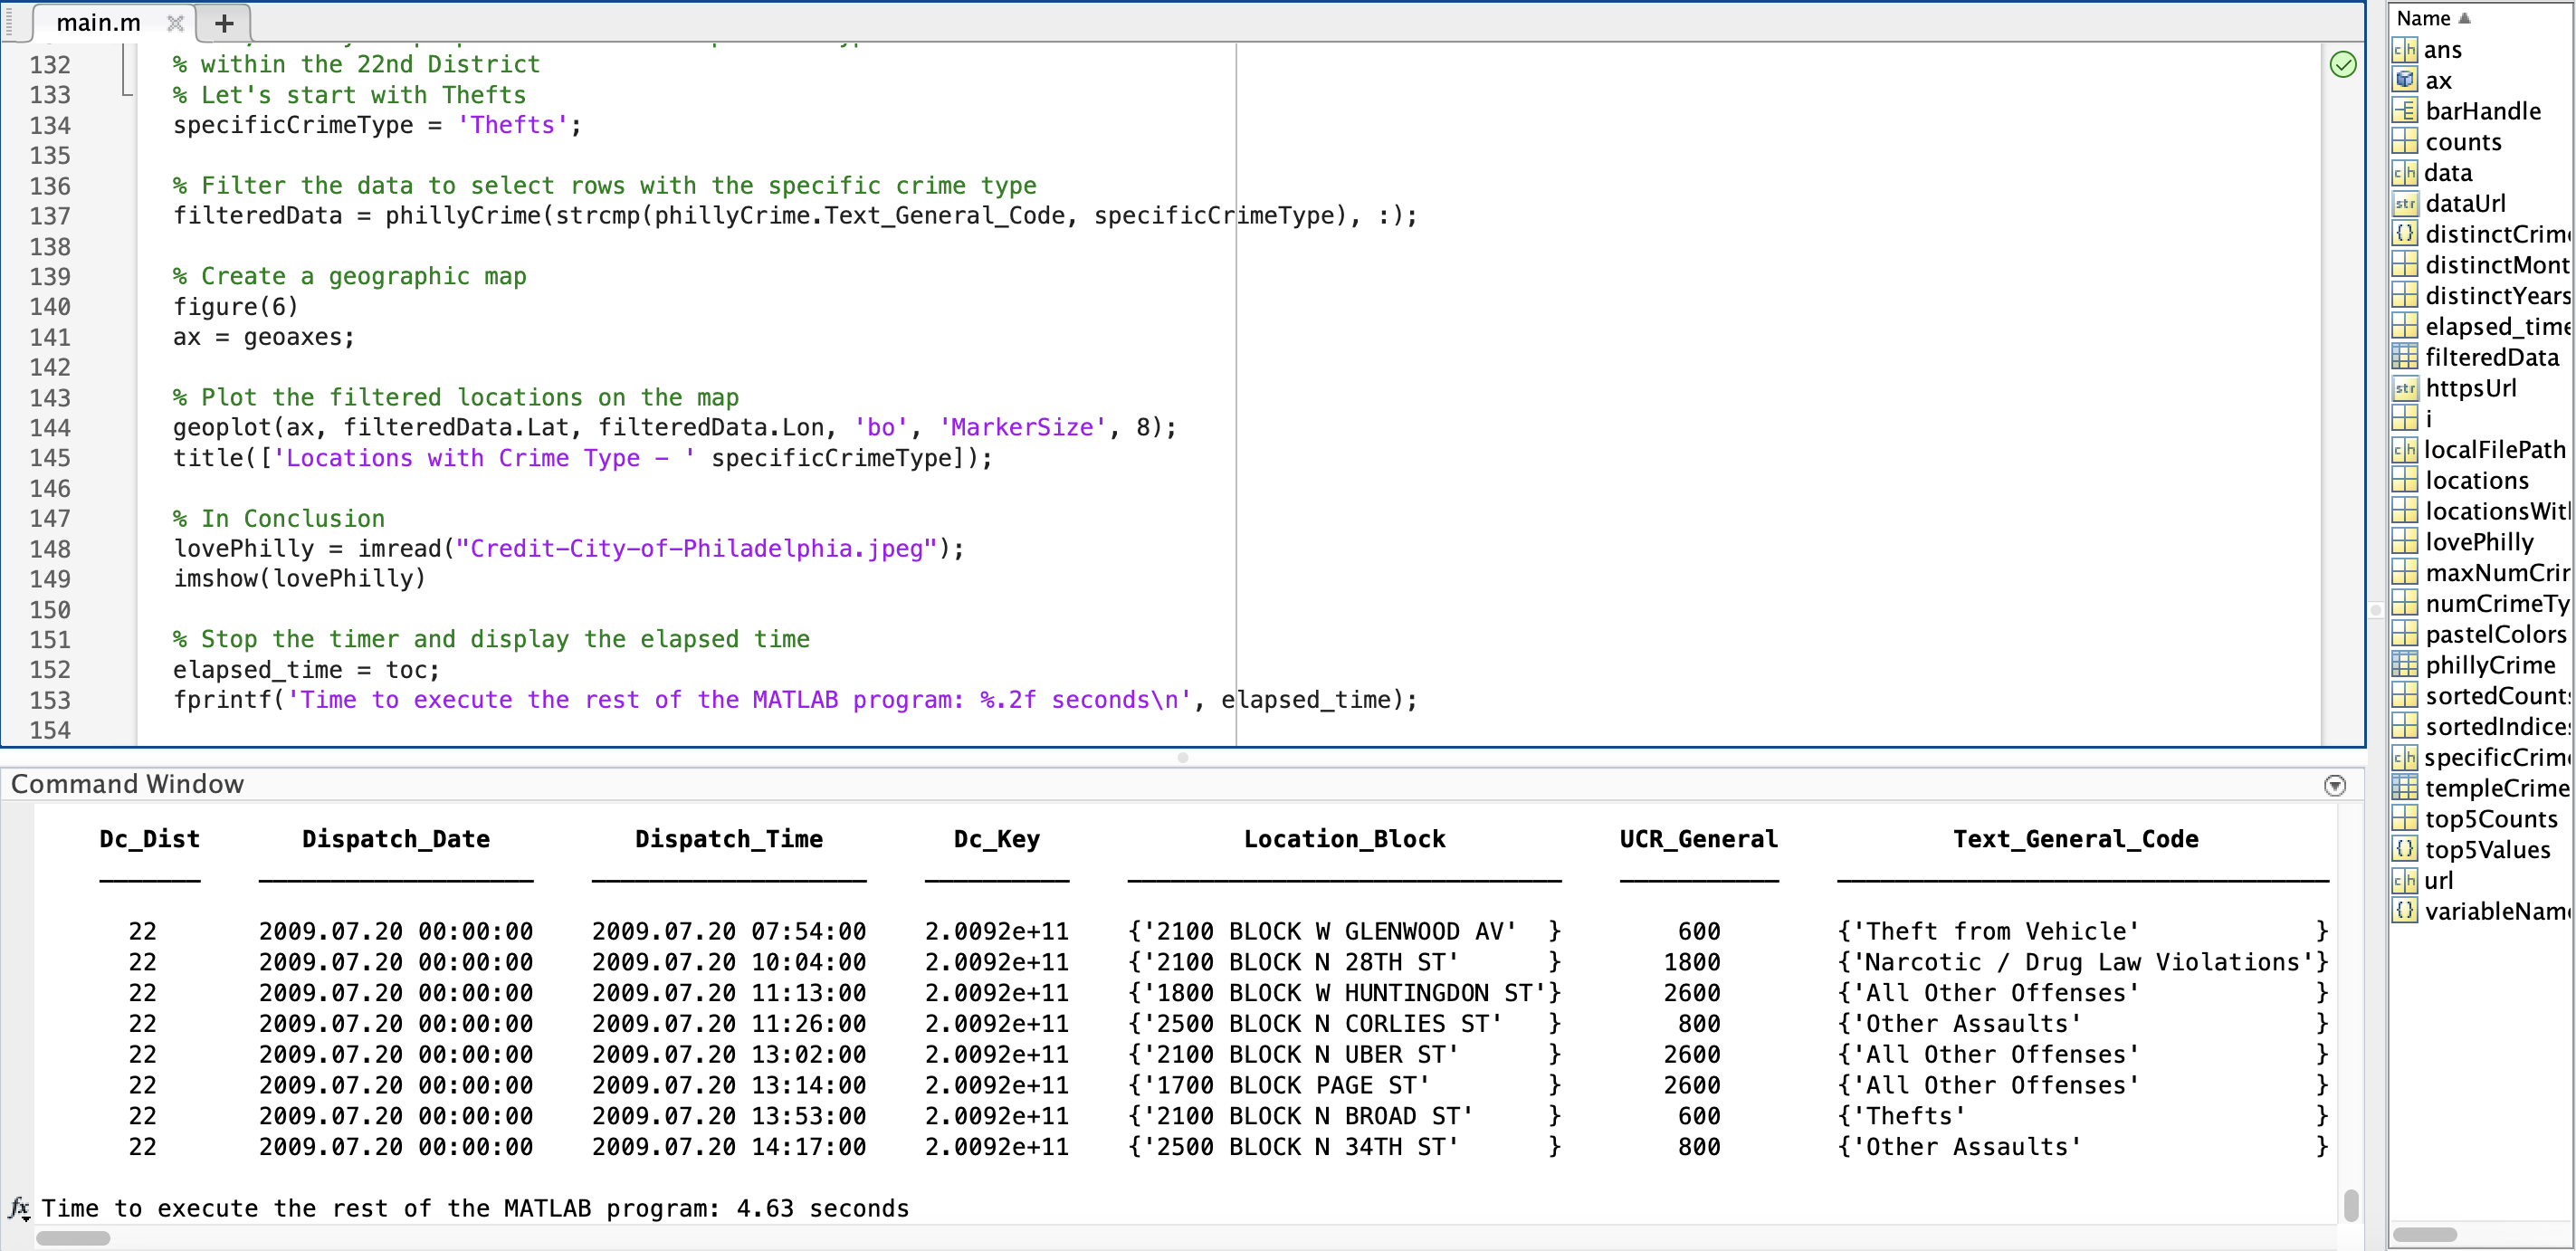 main.m
132 % within the 22nd District
133 % Let's start with Thefts
134 specificCrimeType = 'Thefts';
135
136 % Filter the data to select rows with the specific crime type
137 filteredData = phillyCrime(strcmp(phillyCrime.Text_General_Code, specificCrimeType), :);
138
139 % Create a geographic map
140 figure(6)
141 ax = geoaxes;
142
143 % Plot the filtered locations on the map
144 geoplot(ax, filteredData.Lat, filteredData.Lon, 'bo', 'MarkerSize', 8);
145 title(['Locations with Crime Type - ' specificCrimeType]);
146
147 % In Conclusion
148 lovePhilly = imread("Credit-City-of-Philadelphia.jpeg");
149 imshow(lovePhilly)
150
151 % Stop the timer and display the elapsed time
152 elapsed_time = toc;
153 fprintf('Time to execute the rest of the MATLAB program: %.2f seconds\n', elapsed_time);
154
Command Window
Dc_Dist Dispatch_Date Dispatch_Time Dc_Key Location_Block UCR_General Text_General_Code
22 2009.07.20 00:00:00 2009.07.20 07:54:00 2.0092e+11 {'2100 BLOCK W GLENWOOD AV' } 600 {'Theft from Vehicle' }
22 2009.07.20 00:00:00 2009.07.20 10:04:00 2.0092e+11 {'2100 BLOCK N 28TH ST' } 1800 {'Narcotic / Drug Law Violations'}
22 2009.07.20 00:00:00 2009.07.20 11:13:00 2.0092e+11 {'1800 BLOCK W HUNTINGDON ST'} 2600 {'All Other Offenses' }
22 2009.07.20 00:00:00 2009.07.20 11:26:00 2.0092e+11 {'2500 BLOCK N CORLIES ST' } 800 {'Other Assaults' }
22 2009.07.20 00:00:00 2009.07.20 13:02:00 2.0092e+11 {'2100 BLOCK N UBER ST' } 2600 {'All Other Offenses' }
22 2009.07.20 00:00:00 2009.07.20 13:14:00 2.0092e+11 {'1700 BLOCK PAGE ST' } 2600 {'All Other Offenses' }
22 2009.07.20 00:00:00 2009.07.20 13:53:00 2.0092e+11 {'2100 BLOCK N BROAD ST' } 600 {'Thefts' }
22 2009.07.20 00:00:00 2009.07.20 14:17:00 2.0092e+11 {'2500 BLOCK N 34TH ST' } 800 {'Other Assaults' }
fx Time to execute the rest of the MATLAB program: 4.63 seconds
Name
ch ans
ax
barHandle
counts
ch data
str dataUrl
{} distinctCrim
distinctMont
distinctYears
elapsed_time
filteredData
str httpsUrl
i
ch localFilePath
locations
locationsWit
lovePhilly
maxNumCrir
numCrimeTy
pastelColors
phillyCrime
sortedCount
sortedIndice
ch specificCrim
templeCrime
top5Counts
{} top5Values
ch url
{} variableNam